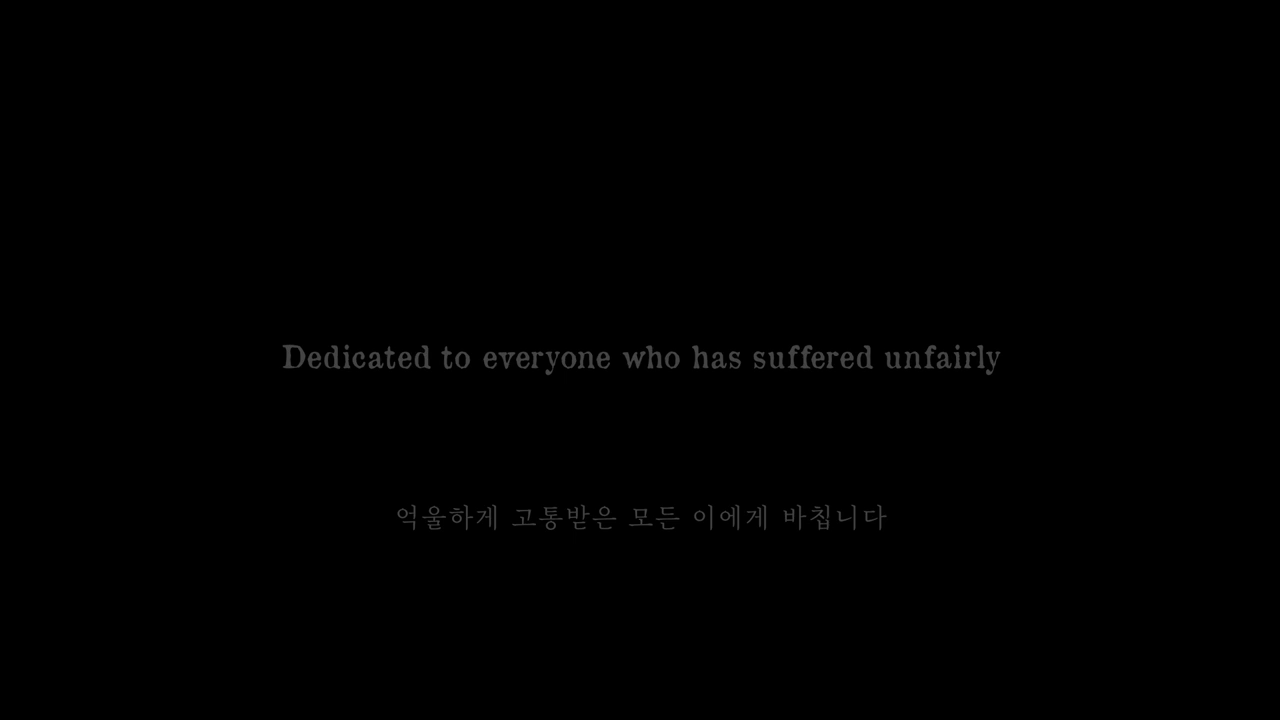 Dedicated to everyone who has suffered unfairly
억울하게 고통받은 모든 이에게 바칩니다